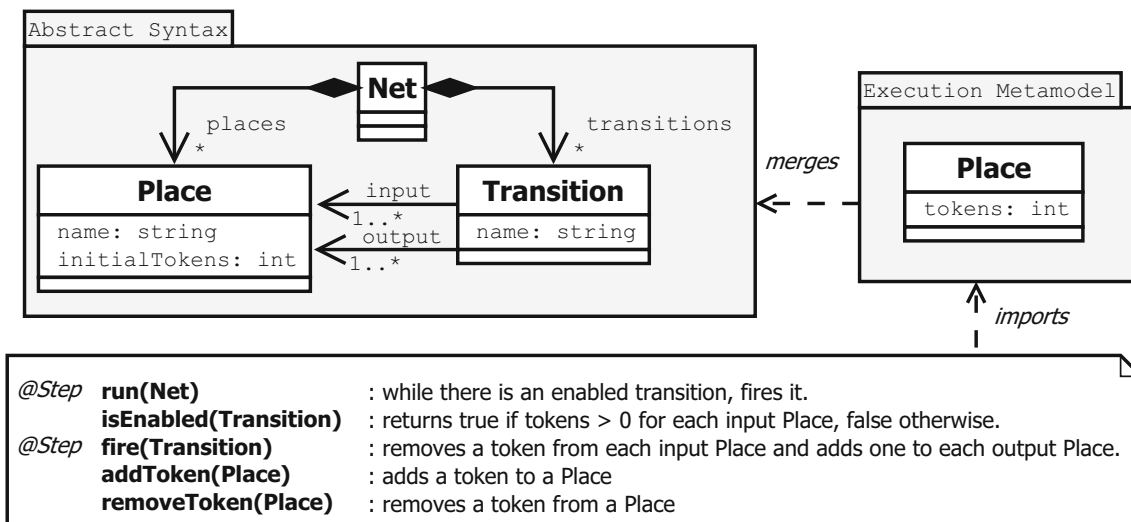 Abstract Syntax
Net
places
*
transitions
*
Place
name: string
initialTokens: int
input
1..*
output
1..*
Transition
name: string
merges
Execution Metamodel
Place
tokens: int
imports
@Step run(Net) : while there is an enabled transition, fires it.
isEnabled(Transition) : returns true if tokens > 0 for each input Place, false otherwise.
@Step fire(Transition) : removes a token from each input Place and adds one to each output Place.
addToken(Place) : adds a token to a Place
removeToken(Place) : removes a token from a Place